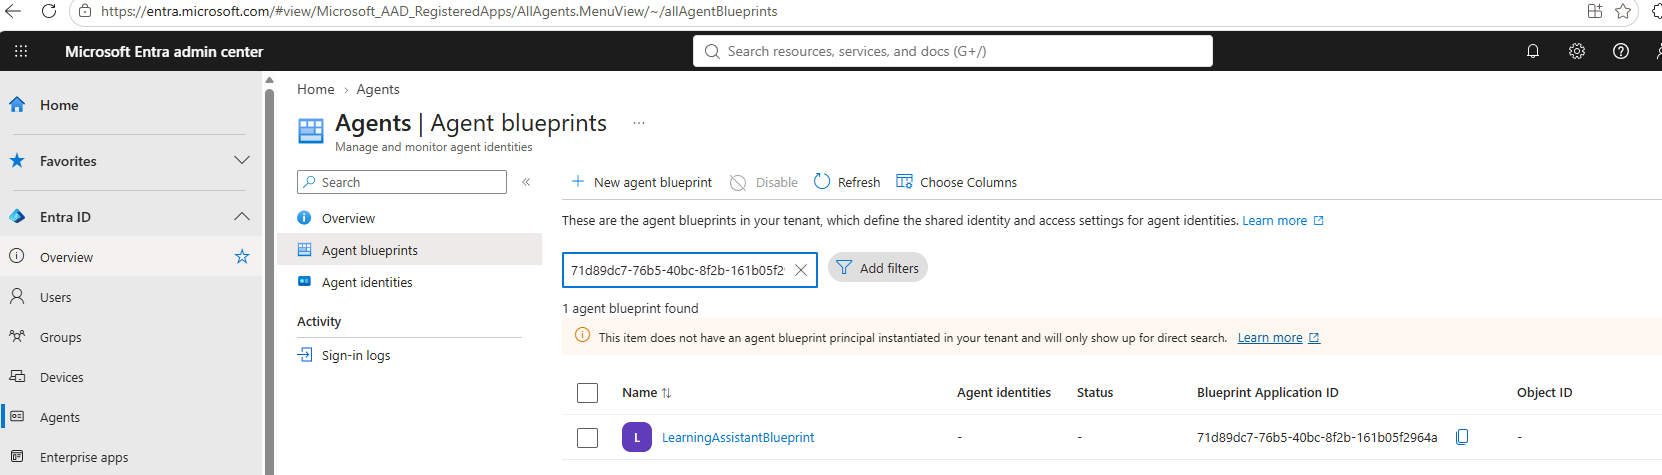 https://entra.microsoft.com/#view/Microsoft_AAD_RegisteredApps/AllAgents.MenuView/~/allAgentBlueprints
Microsoft Entra admin center
Search resources, services, and docs (G+/)
Home
Favorites
Entra ID
Overview
Users
Groups
Devices
Agents
Enterprise apps
Home > Agents
Agents | Agent blueprints ...
Manage and monitor agent identities
Search
«
Overview
Agent blueprints
Agent identities
Activity
Sign-in logs
+ New agent blueprint Disable Refresh Choose Columns
These are the agent blueprints in your tenant, which define the shared identity and access settings for agent identities. Learn more
71d89dc7-76b5-40bc-8f2b-161b05f2 Add filters
1 agent blueprint found
This item does not have an agent blueprint principal instantiated in your tenant and will only show up for direct search. Learn more
Name ↑↓ Agent identities Status Blueprint Application ID Object ID
L LearningAssistantBlueprint - - 71d89dc7-76b5-40bc-8f2b-161b05f2964a -